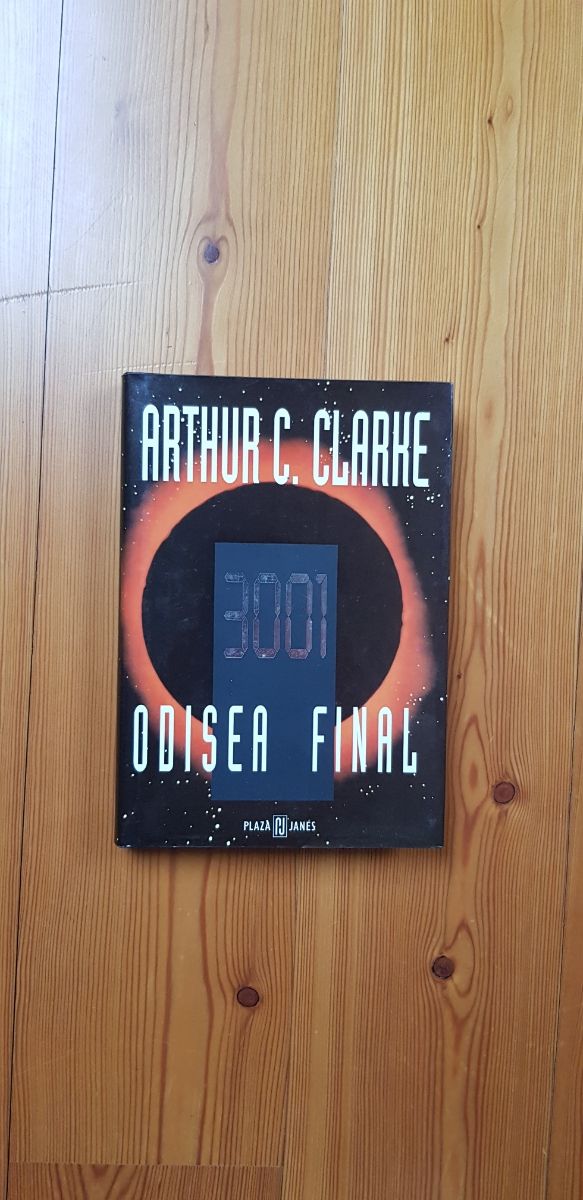 ARTHUR C. CLARKE
3001
ODISEA FINAL
PLAZA PJ JANÉS